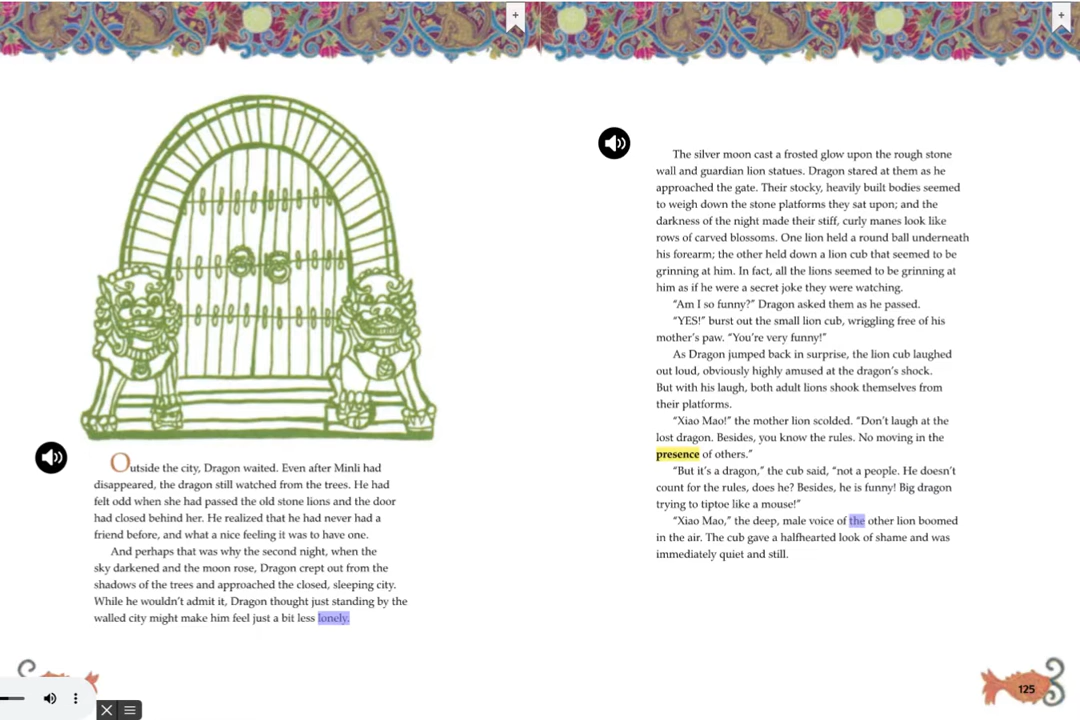 Outside the city, Dragon waited. Even after Minli had
disappeared, the dragon still watched from the trees. He had
felt odd when she had passed the old stone lions and the door
had closed behind her. He realized that he had never had a
friend before, and what a nice feeling it was to have one.
And perhaps that was why the second night, when the
sky darkened and the moon rose, Dragon crept out from the
shadows of the trees and approached the closed, sleeping city.
While he wouldn't admit it, Dragon thought just standing by the
walled city might make him feel just a bit less lonely.
The silver moon cast a frosted glow upon the rough stone
wall and guardian lion statues. Dragon stared at them as he
approached the gate. Their stocky, heavily built bodies seemed
to weigh down the stone platforms they sat upon; and the
darkness of the night made their stiff, curly manes look like
rows of carved blossoms. One lion held a round ball underneath
his forearm; the other held down a lion cub that seemed to be
grinning at him. In fact, all the lions seemed to be grinning at
him as if he were a secret joke they were watching.
“Am I so funny?” Dragon asked them as he passed.
“YES!” burst out the small lion cub, wriggling free of his
mother's paw. “You're very funny!”
As Dragon jumped back in surprise, the lion cub laughed
out loud, obviously highly amused at the dragon's shock.
But with his laugh, both adult lions shook themselves from
their platforms.
“Xiao Mao!” the mother lion scolded. “Don't laugh at the
lost dragon. Besides, you know the rules. No moving in the
presence of others.”
“But it's a dragon,” the cub said, “not a people. He doesn't
count for the rules, does he? Besides, he is funny! Big dragon
trying to tiptoe like a mouse!”
“Xiao Mao,” the deep, male voice of the other lion boomed
in the air. The cub gave a halfhearted look of shame and was
immediately quiet and still.
125